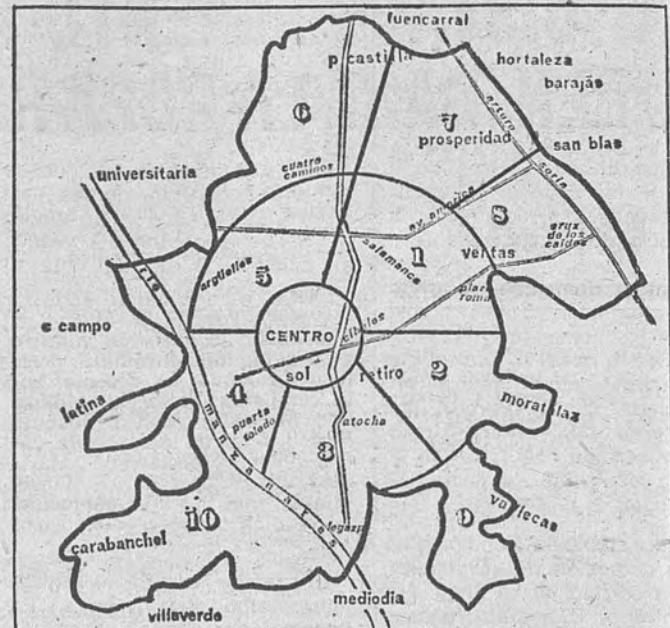 fuencarral
p. castilla
hortaleza
barajas
6
7
arturo
prosperidad
san blas
universitaria
cuatro
caminos
soria
av. america
8
cruz
de los
caidos
1
salamanca
ventas
argüelles
5
rio
plaza
roma
c campo
CENTRO
cibeles
sol
retiro
2
latina
4
puerta
toledo
moratalaz
atocha
3
manzanares
vallecas
10
9
legazpi
carabanchel
mediodia
villaverde